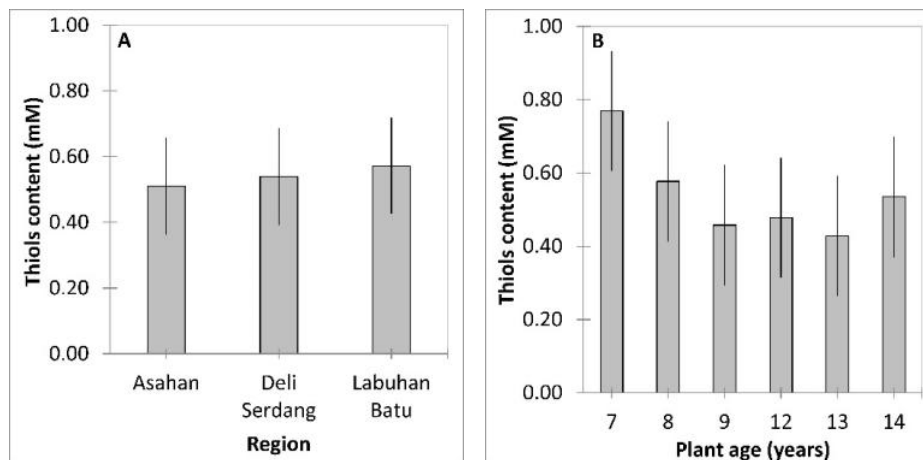 A
Thiols content (mM)
1.00
0.80
0.60
0.40
0.20
0.00
Asahan
Deli
Serdang
Labuhan
Batu
Region
B
Thiols content (mM)
1.00
0.80
0.60
0.40
0.20
0.00
7 8 9 12 13 14
Plant age (years)